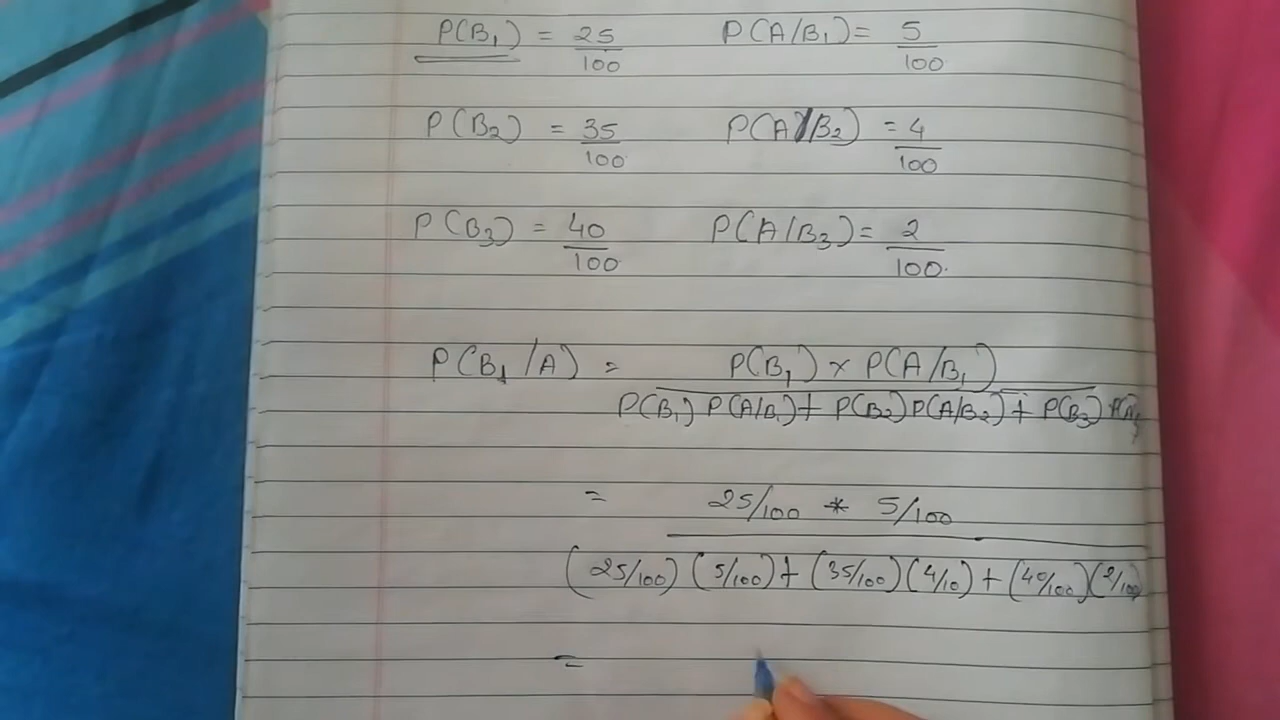 P(B1) = 25/100 P(A/B1) = 5/100
P(B2) = 35/100 P(A/B2) = 4/100
P(B3) = 40/100 P(A/B3) = 2/100.
P(B1/A) = P(B1) x P(A/B1)
P(B1) P(A/B1) + P(B2) P(A/B2) + P(B3)
= 25/100 * 5/100
(25/100) (5/100) + (35/100) (4/10) + (40/100) (2/100)
=